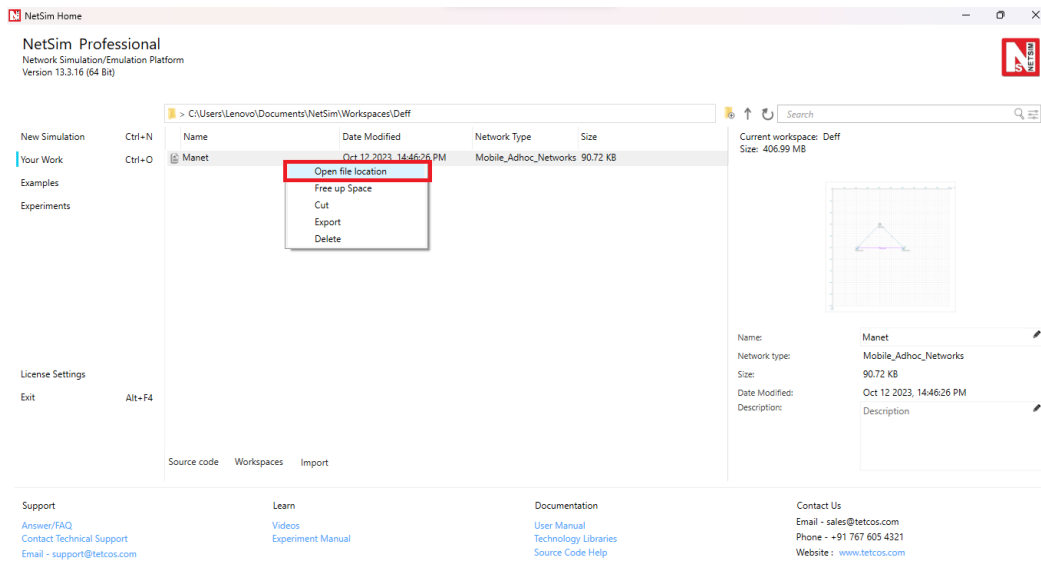 NetSim Home
NetSim Professional
Network Simulation/Emulation Platform
Version 13.3.16 (64 Bit)
NETSIM
> C:\Users\Lenovo\Documents\NetSim\Workspaces\Deff
Search
New Simulation Ctrl+N
Your Work Ctrl+O
Examples
Experiments
License Settings
Exit Alt+F4
Name Date Modified Network Type Size
Manet Oct 12 2023, 14:46:26 PM Mobile_Adhoc_Networks 90.72 KB
Open file location
Free up Space
Cut
Export
Delete
Source code Workspaces Import
Current workspace: Deff
Size: 406.99 MB
Name: Manet
Network type: Mobile_Adhoc_Networks
Size: 90.72 KB
Date Modified: Oct 12 2023, 14:46:26 PM
Description: Description
Support
Answer/FAQ
Contact Technical Support
Email - support@tetcos.com
Learn
Videos
Experiment Manual
Documentation
User Manual
Technology Libraries
Source Code Help
Contact Us
Email - sales@tetcos.com
Phone - +91 767 605 4321
Website : www.tetcos.com